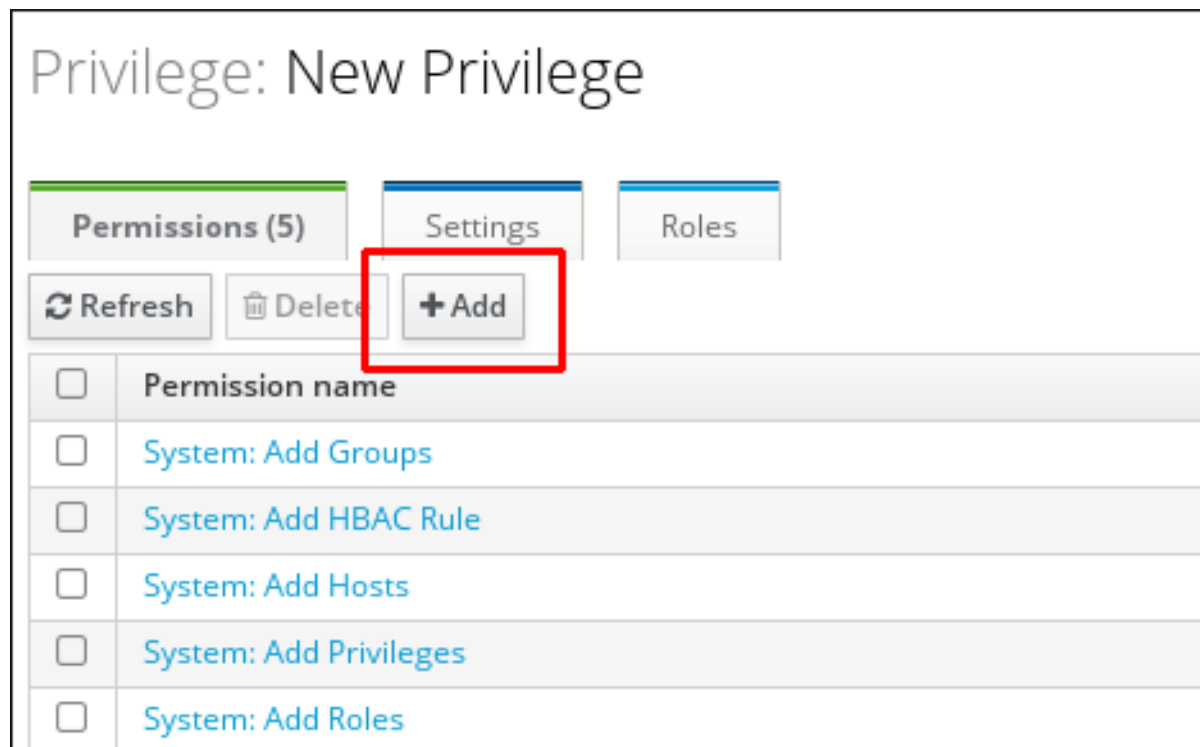 Privilege: New Privilege
Permissions (5) Settings Roles
Refresh Delete Add
Permission name
System: Add Groups
System: Add HBAC Rule
System: Add Hosts
System: Add Privileges
System: Add Roles